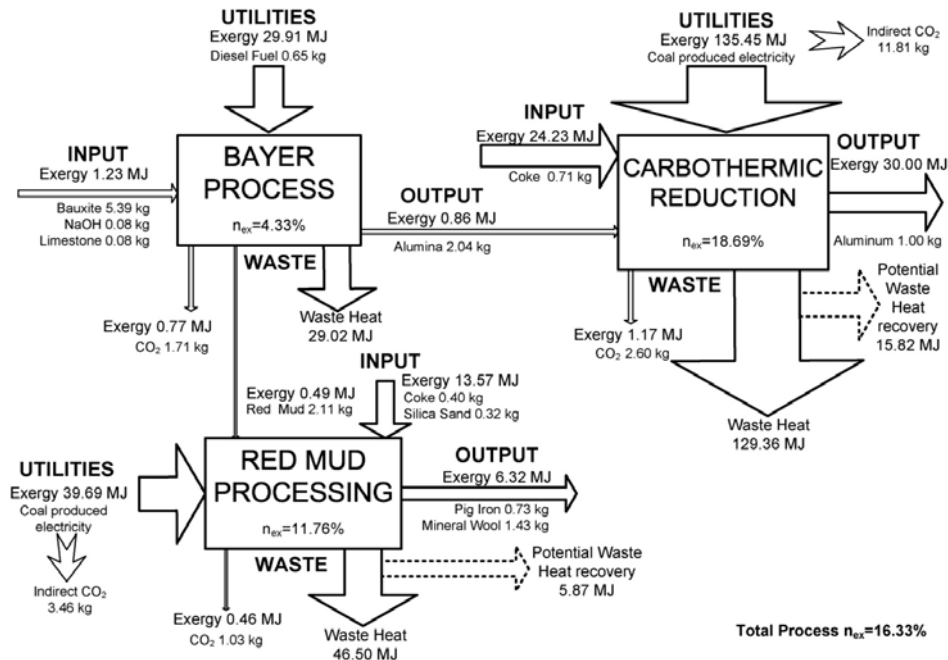 UTILITIES
Exergy 29.91 MJ
Diesel Fuel 0.65 kg
UTILITIES
Exergy 135.45 MJ
Coal produced electricity
Indirect CO₂
11.81 kg
INPUT
Exergy 1.23 MJ
Bauxite 5.39 kg
NaOH 0.08 kg
Limestone 0.08 kg
BAYER
PROCESS
nₑₓ=4.33%
OUTPUT
Exergy 0.86 MJ
Alumina 2.04 kg
INPUT
Exergy 24.23 MJ
Coke 0.71 kg
CARBOTHERMIC
REDUCTION
nₑₓ=18.69%
OUTPUT
Exergy 30.00 MJ
Aluminum 1.00 kg
WASTE
Exergy 0.77 MJ
CO₂ 1.71 kg
Waste Heat
29.02 MJ
WASTE
Exergy 1.17 MJ
CO₂ 2.60 kg
Potential
Waste
Heat
recovery
15.82 MJ
Waste Heat
129.36 MJ
Exergy 0.49 MJ
Red Mud 2.11 kg
INPUT
Exergy 13.57 MJ
Coke 0.40 kg
Silica Sand 0.32 kg
UTILITIES
Exergy 39.69 MJ
Coal produced
electricity
Indirect CO₂
3.46 kg
RED MUD
PROCESSING
nₑₓ=11.76%
OUTPUT
Exergy 6.32 MJ
Pig Iron 0.73 kg
Mineral Wool 1.43 kg
WASTE
Exergy 0.46 MJ
CO₂ 1.03 kg
Waste Heat
46.50 MJ
Potential Waste
Heat recovery
5.87 MJ
Total Process nₑₓ=16.33%